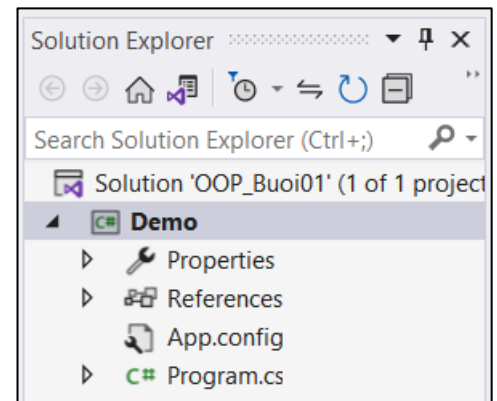 Solution Explorer
Search Solution Explorer (Ctrl+;)
Solution 'OOP_Buoi01' (1 of 1 project
C# Demo
Properties
References
App.config
C# Program.cs